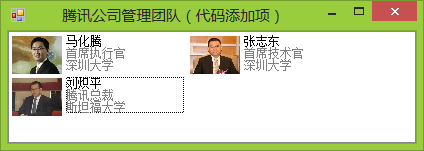 腾讯公司管理团队（代码添加项）
马化腾
首席执行官
深圳大学
张志东
首席技术官
深圳大学
刘炽平
腾讯总裁
斯坦福大学